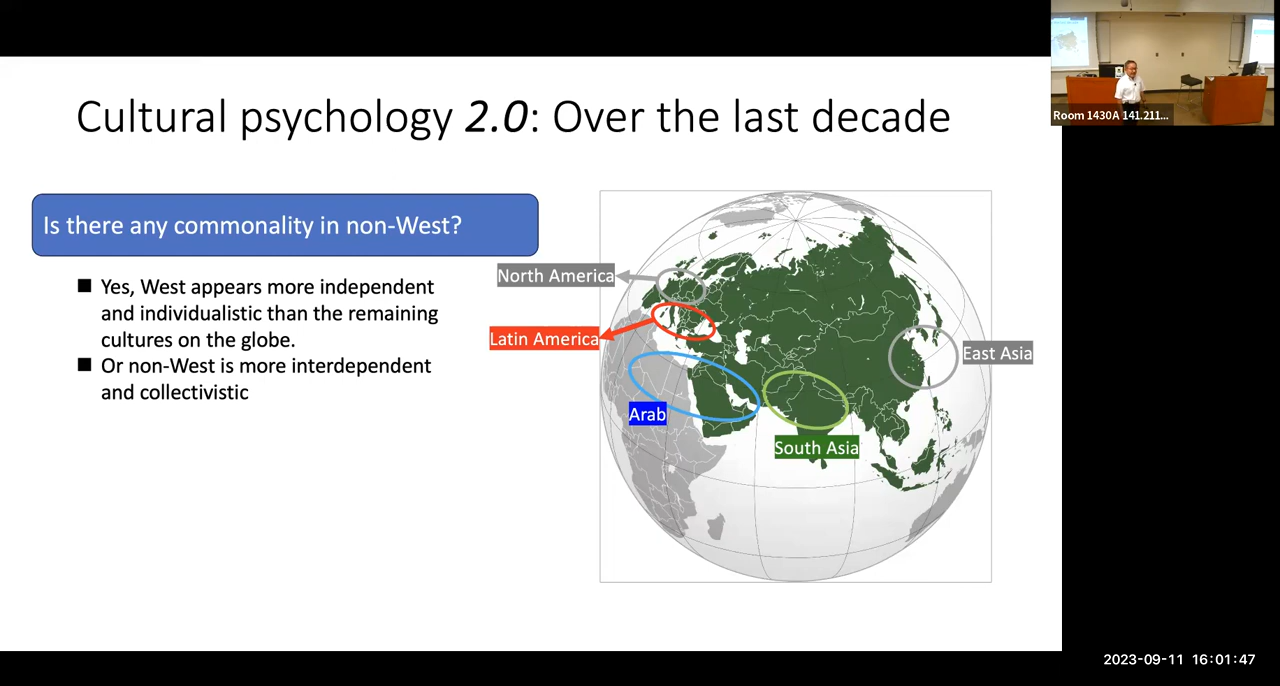 Cultural psychology 2.0: Over the last decade
Room 1430A 141.211...
Is there any commonality in non-West?
Yes, West appears more independent
and individualistic than the remaining
cultures on the globe.
Or non-West is more interdependent
and collectivistic
North America
Latin America
East Asia
Arab
South Asia
2023-09-11 16:01:47